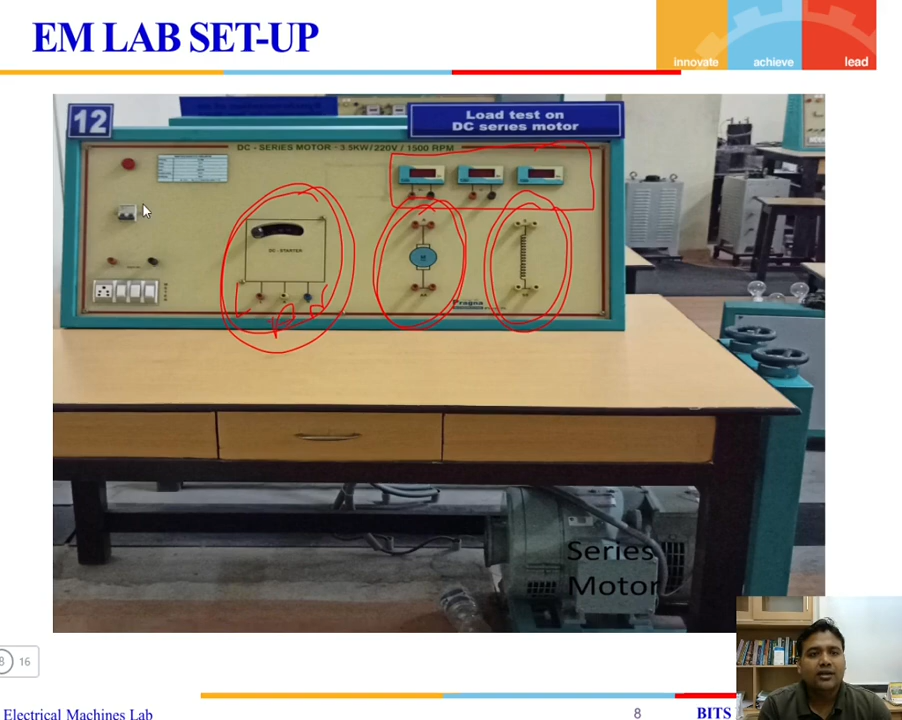 EM LAB SET-UP
innovate achieve lead
12
Load test on
DC series motor
DC - SERIES MOTOR - 3.5KW / 220V / 1500 RPM
DC - STARTER
M
Pragna
Series
Motor
8 16
Electrical Machines Lab
8
BITS